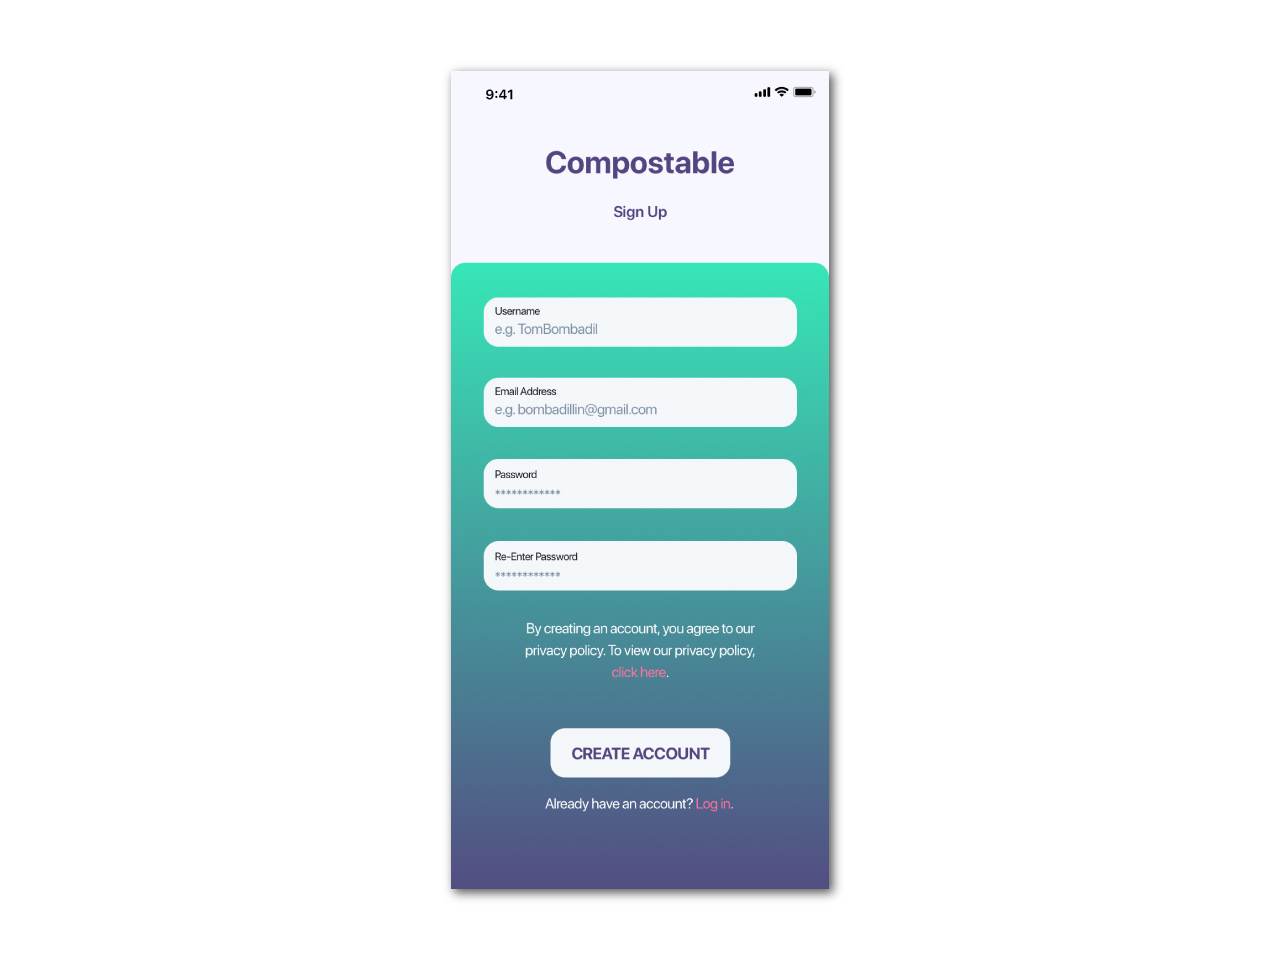 9:41
Compostable
Sign Up
Username
e.g. TomBombadil
Email Address
e.g. bombadillin@gmail.com
Password
************
Re-Enter Password
************
By creating an account, you agree to our
privacy policy. To view our privacy policy,
click here.
CREATE ACCOUNT
Already have an account? Log in.